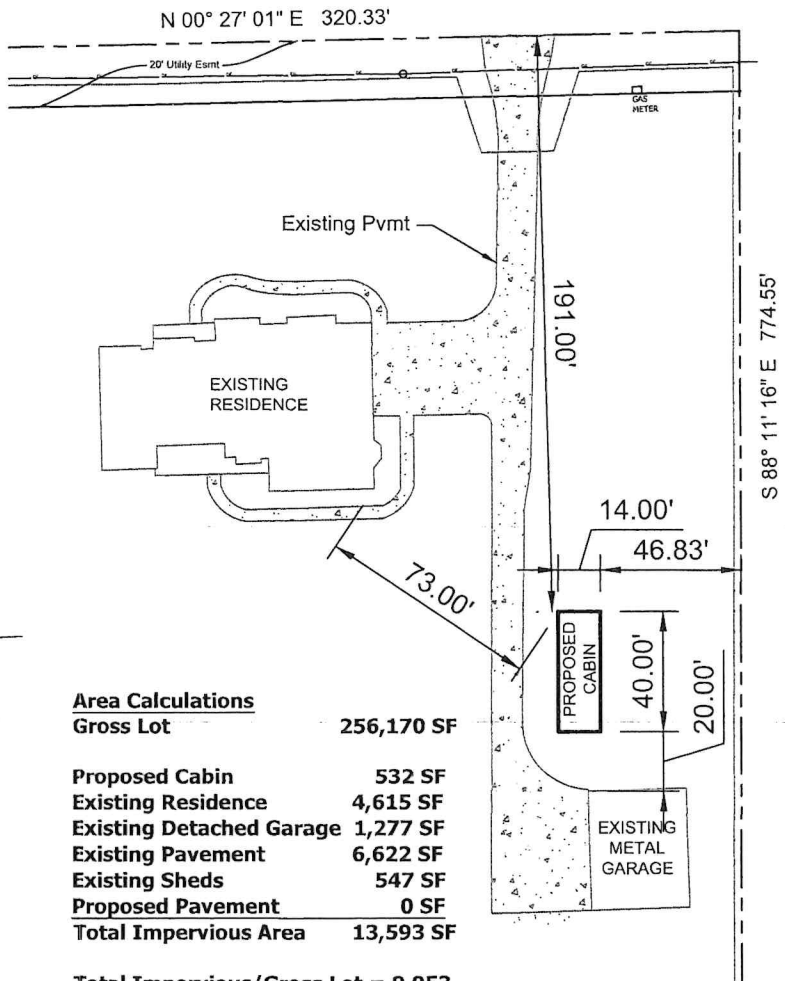 N 00° 27' 01" E 320.33'
20' Utility Esmt
GAS
METER
Existing Pvmt
191.00'
S 88° 11' 16" E 774.55'
EXISTING
RESIDENCE
14.00'
46.83'
73.00'
PROPOSED
CABIN
40.00'
20.00'
Area Calculations
Gross Lot 256,170 SF
Proposed Cabin 532 SF
Existing Residence 4,615 SF
Existing Detached Garage 1,277 SF
Existing Pavement 6,622 SF
Existing Sheds 547 SF
Proposed Pavement 0 SF
Total Impervious Area 13,593 SF
EXISTING
METAL
GARAGE
Total Impervious/Gross Lot =